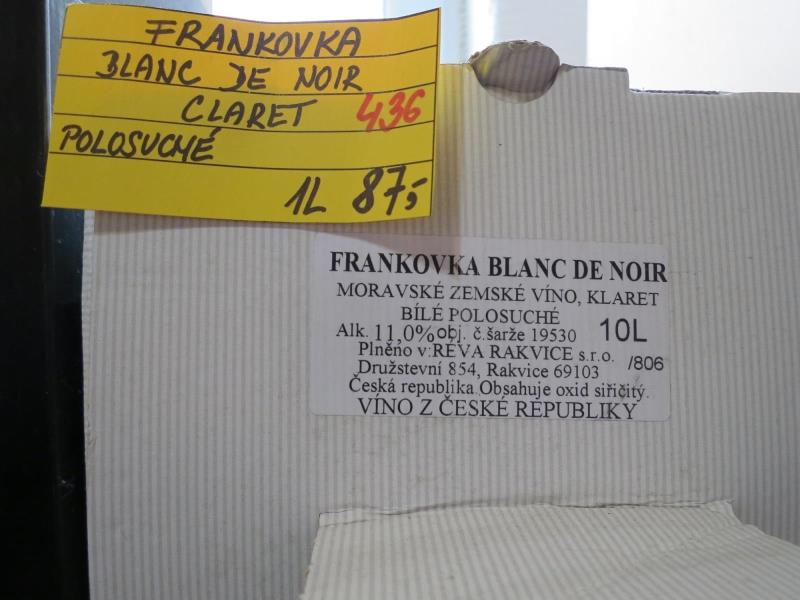 FRANKOVKA
BLANC DE NOIR
CLARET 436
POLOSUCHÉ
1L 87,-
FRANKOVKA BLANC DE NOIR
MORAVSKÉ ZEMSKÉ VÍNO, KLARET
BÍLÉ POLOSUCHÉ
Alk. 11,0% obj. č.šarže 19530 10L
Plněno v:RÉVA RAKVICE s.r.o. /806
Družstevní 854, Rakvice 69103
Česká republika.Obsahuje oxid siřičitý.
VÍNO Z ČESKÉ REPUBLIKY